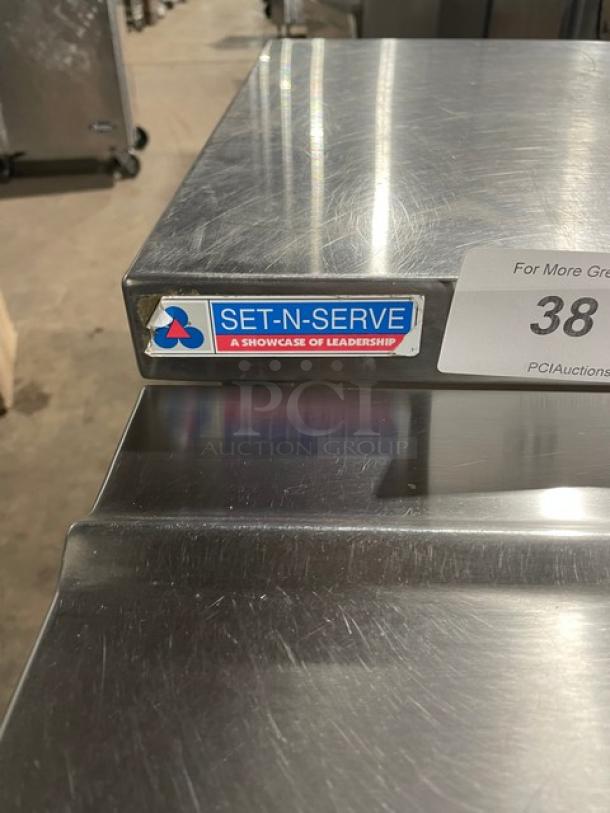 SET-N-SERVE
A SHOWCASE OF LEADERSHIP
For More Gre
38
PCIAuctions
PCI
AUCTION GROUP